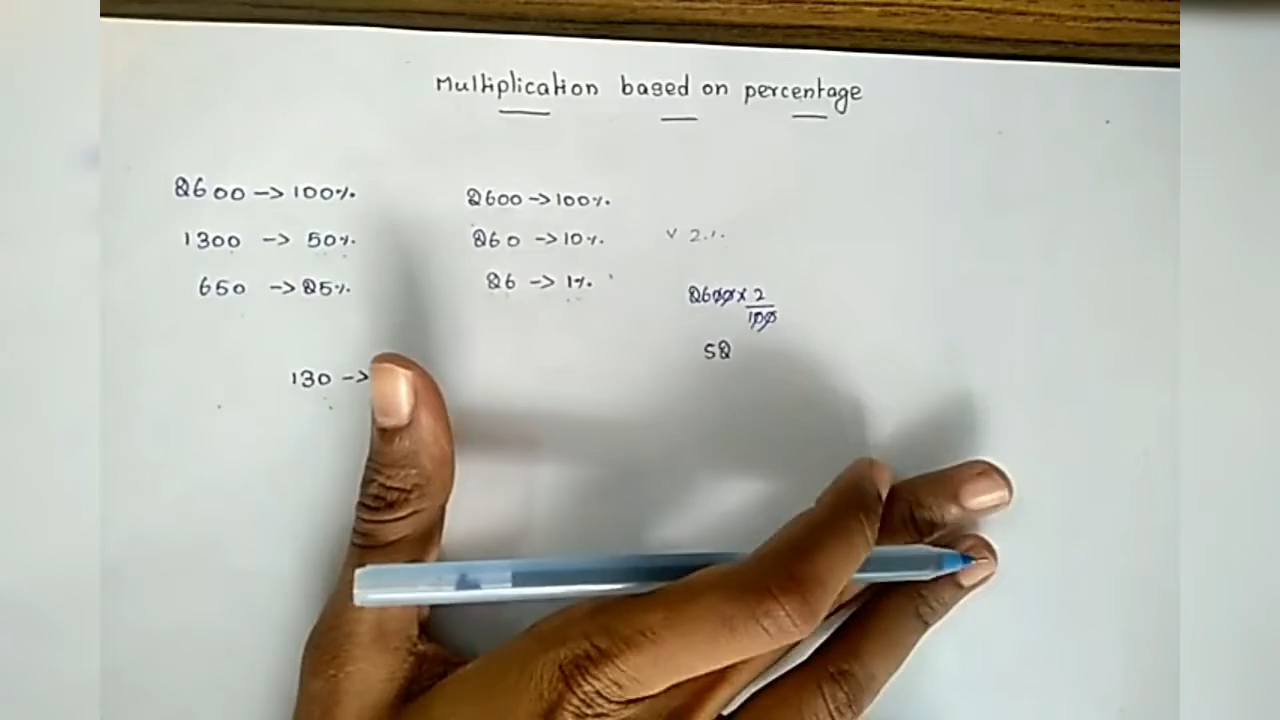 Multiplication based on percentage
2600 -> 100%
1300 -> 50%
650 -> 25%
130 ->
2600 -> 100%
260 -> 10%
26 -> 1%
2%
2600 x 2/100
52